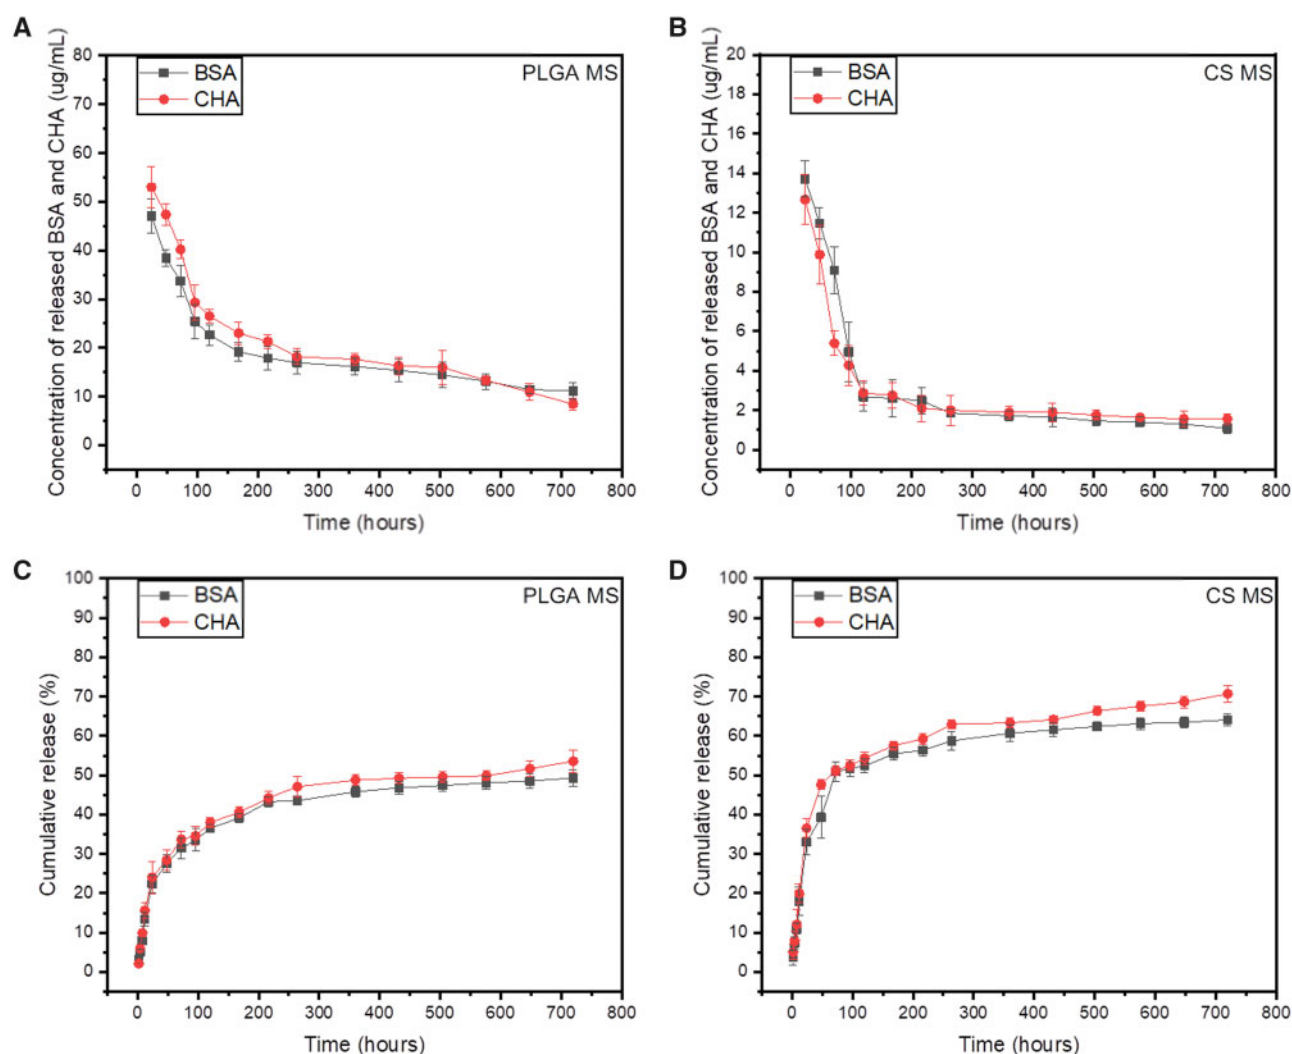 A
Concentration of released BSA and CHA (ug/mL)
80
70
60
50
40
30
20
10
0
BSA
CHA
PLGA MS
0 100 200 300 400 500 600 700 800
Time (hours)
B
Concentration of released BSA and CHA (ug/mL)
20
18
16
14
12
10
8
6
4
2
0
BSA
CHA
CS MS
0 100 200 300 400 500 600 700 800
Time (hours)
C
Cumulative release (%)
100
90
80
70
60
50
40
30
20
10
0
BSA
CHA
PLGA MS
0 100 200 300 400 500 600 700 800
Time (hours)
D
Cumulative release (%)
100
90
80
70
60
50
40
30
20
10
0
BSA
CHA
CS MS
0 100 200 300 400 500 600 700 800
Time (hours)